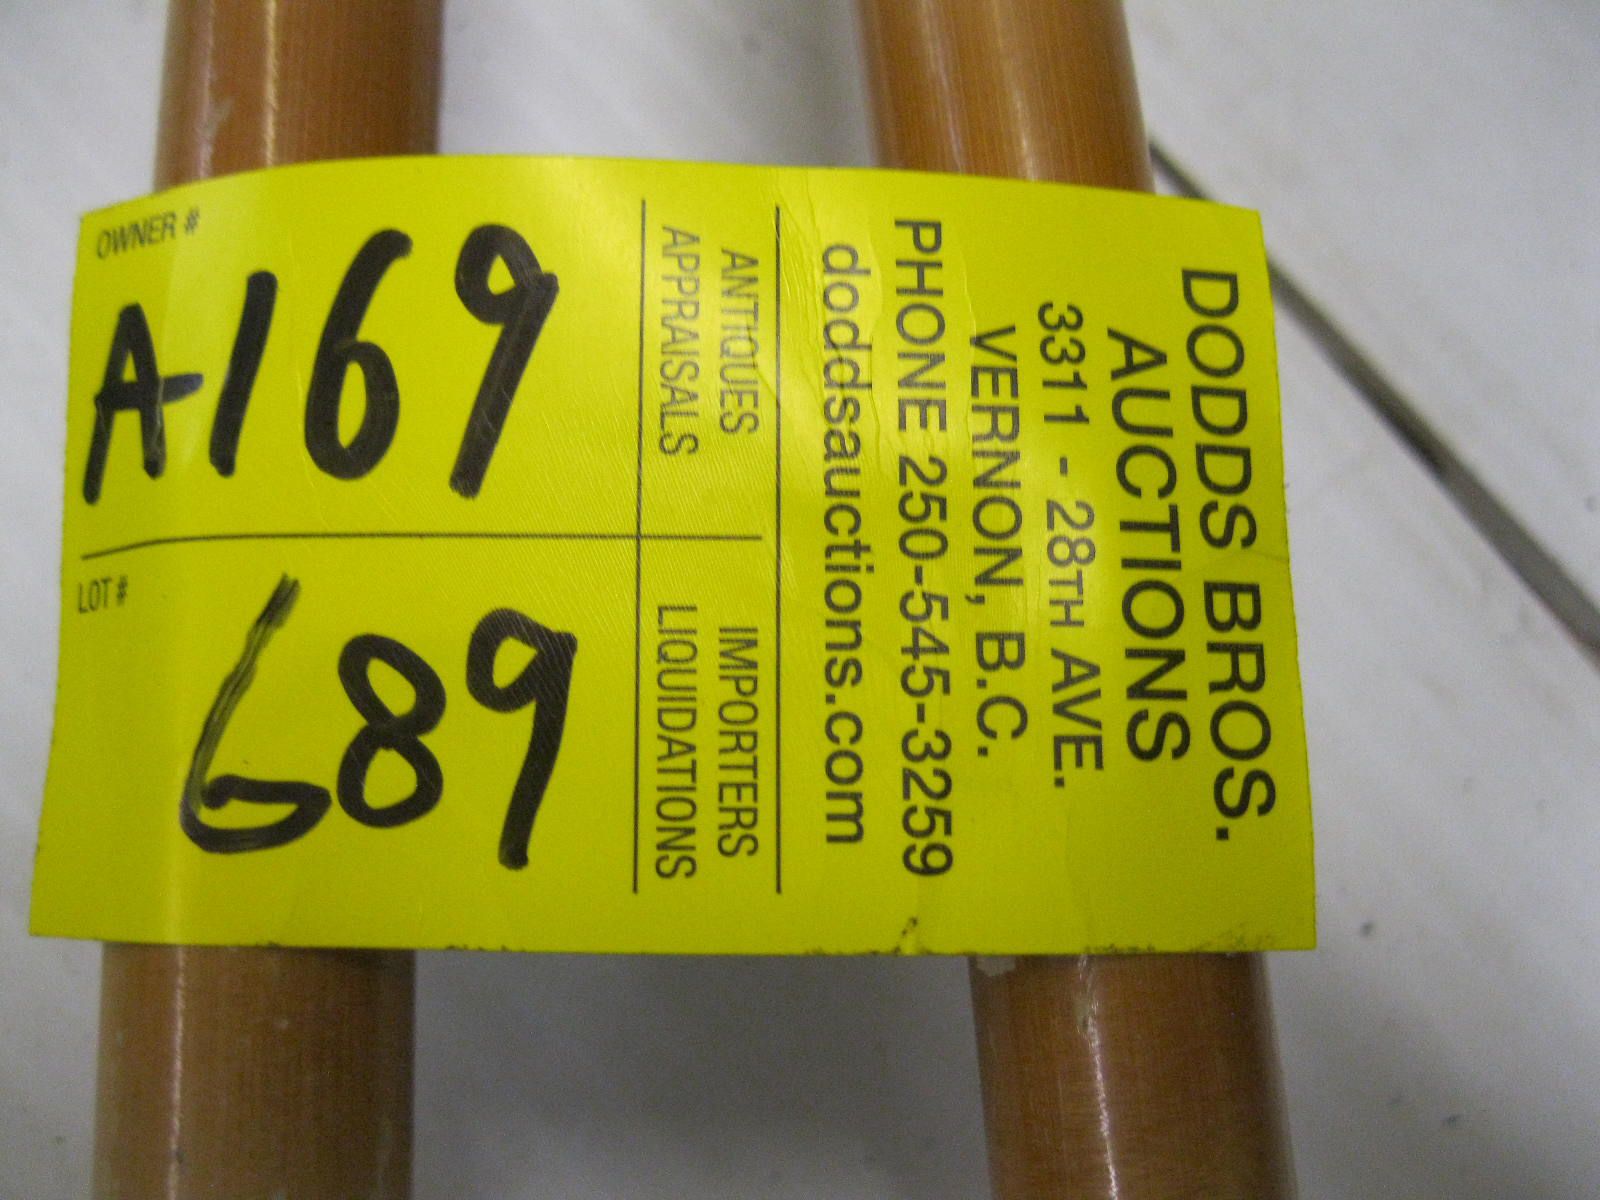 DODDS BROS.
AUCTIONS
3311 - 28TH AVE.
VERNON, B.C.
PHONE 250-545-3259
doddsauctions.com
ANTIQUES
APPRAISALS
IMPORTERS
LIQUIDATIONS
OWNER #
A-169
LOT #
689